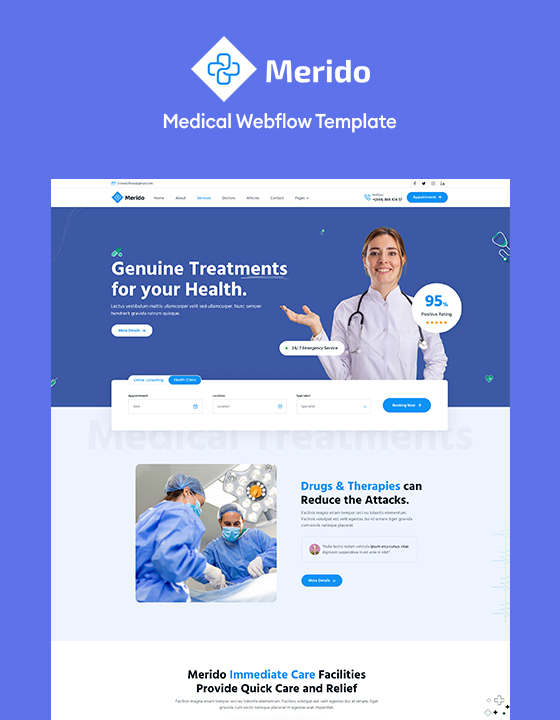 Merido
Medical Webflow Template
Merido
Home About Services Doctors Articles Contact Pages
Appointment
Genuine Treatments
for your Health.
Lectus vestibulum mattis ullamcorper velit sed ullamcorper. Nunc semper
hendrerit gravida rutrum quisque.
More Details
95%
Positive Rating
24/7 Emergency Service
Online Consulting Health Check
Appointment Location Specialist
Date Location Specialist
Booking Now
Medical Treatments
Drugs & Therapies can
Reduce the Attacks.
Facilisis magna etiam tempor orci eu lobortis elementum.
Facilisis volutpat est velit egestas dui id ornare. Eget gravida
cum sociis natoque placerat.
"Nulla facilisi nullam vehicula ipsum arcu cursus vitae
dignissim suspendisse in est ante in nibh".
More Details
Merido Immediate Care Facilities
Provide Quick Care and Relief
Facilisis magna etiam tempor orci eu lobortis elementum. Facilisis volutpat est velit egestas dui id ornare. Eget
gravida cum sociis natoque placerat in egestas erat imperdiet.